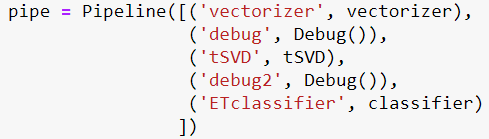 pipe = Pipeline([('vectorizer', vectorizer),
('debug', Debug()),
('tSVD', tSVD),
('debug2', Debug()),
('ETclassifier', classifier)
])